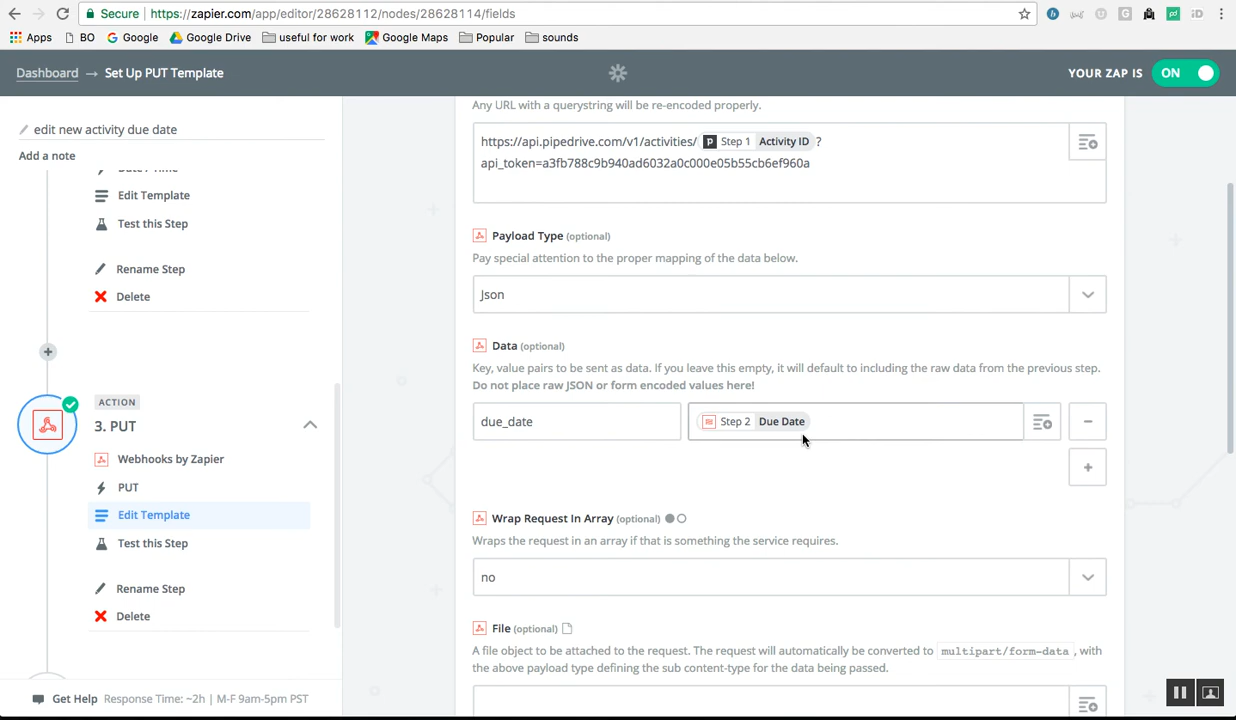 Secure https://zapier.com/app/editor/28628112/nodes/28628114/fields
Apps BO Google Google Drive useful for work Google Maps Popular sounds
Dashboard → Set Up PUT Template YOUR ZAP IS ON
edit new activity due date
Add a note
Edit Template
Test this Step
Rename Step
Delete
ACTION
3. PUT
Webhooks by Zapier
PUT
Edit Template
Test this Step
Rename Step
Delete
Get Help Response Time: ~2h | M-F 9am-5pm PST
Any URL with a querystring will be re-encoded properly.
https://api.pipedrive.com/v1/activities/ Step 1 Activity ID ?
api_token=a3fb788c9b940ad6032a0c000e05b55cb6ef960a
Payload Type (optional)
Pay special attention to the proper mapping of the data below.
Json
Data (optional)
Key, value pairs to be sent as data. If you leave this empty, it will default to including the raw data from the previous step.
Do not place raw JSON or form encoded values here!
due_date Step 2 Due Date
Wrap Request In Array (optional)
Wraps the request in an array if that is something the service requires.
no
File (optional)
A file object to be attached to the request. The request will automatically be converted to multipart/form-data , with
the above payload type defining the sub content-type for the data being passed.